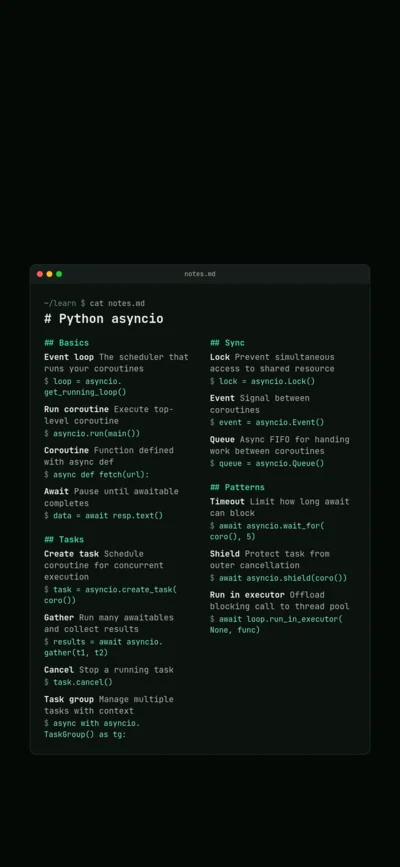 notes.md
~/learn $ cat notes.md
# Python asyncio
## Basics
Event loop The scheduler that
runs your coroutines
$ loop = asyncio.
get_running_loop()
Run coroutine Execute top-
level coroutine
$ asyncio.run(main())
Coroutine Function defined
with async def
$ async def fetch(url):
Await Pause until awaitable
completes
$ data = await resp.text()
## Tasks
Create task Schedule
coroutine for concurrent
execution
$ task = asyncio.create_task(
coro())
Gather Run many awaitables
and collect results
$ results = await asyncio.
gather(t1, t2)
Cancel Stop a running task
$ task.cancel()
Task group Manage multiple
tasks with context
$ async with asyncio.
TaskGroup() as tg:
## Sync
Lock Prevent simultaneous
access to shared resource
$ lock = asyncio.Lock()
Event Signal between
coroutines
$ event = asyncio.Event()
Queue Async FIFO for handing
work between coroutines
$ queue = asyncio.Queue()
## Patterns
Timeout Limit how long await
can block
$ await asyncio.wait_for(
coro(), 5)
Shield Protect task from
outer cancellation
$ await asyncio.shield(coro())
Run in executor Offload
blocking call to thread pool
$ await loop.run_in_executor(
None, func)